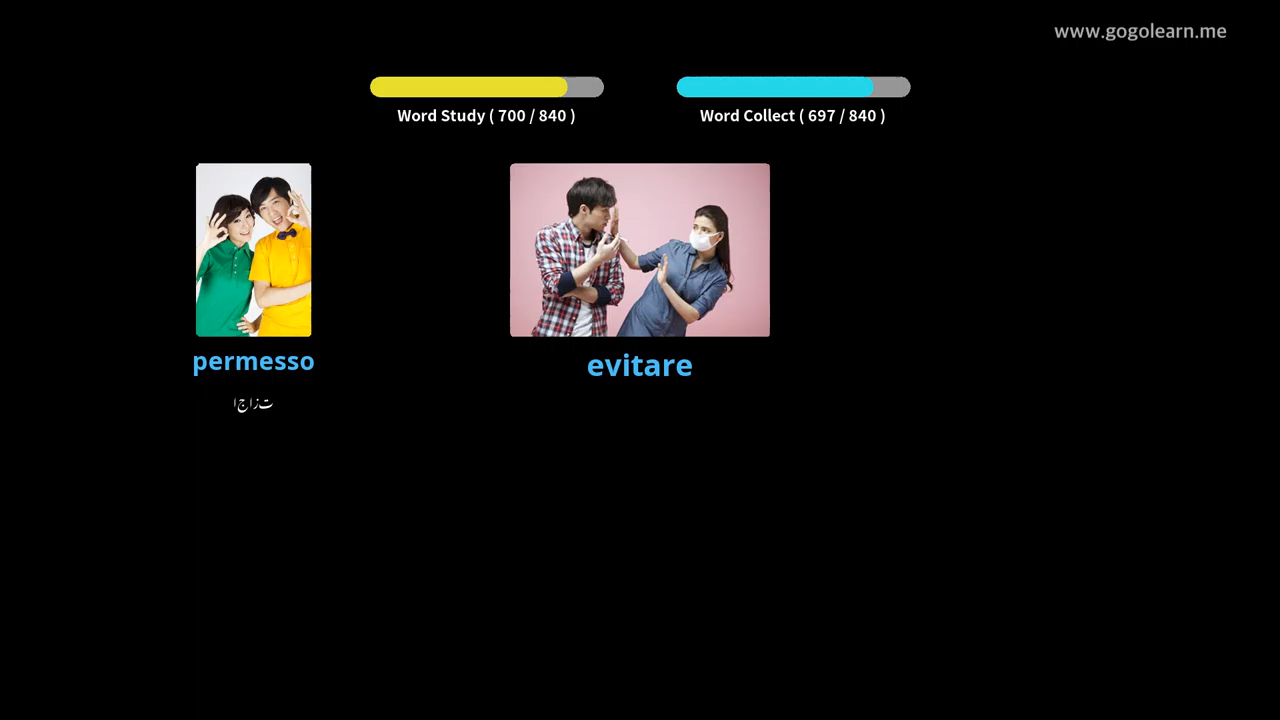 www.gogolearn.me
Word Study ( 700 / 840 )
Word Collect ( 697 / 840 )
permesso
evitare
اجازت